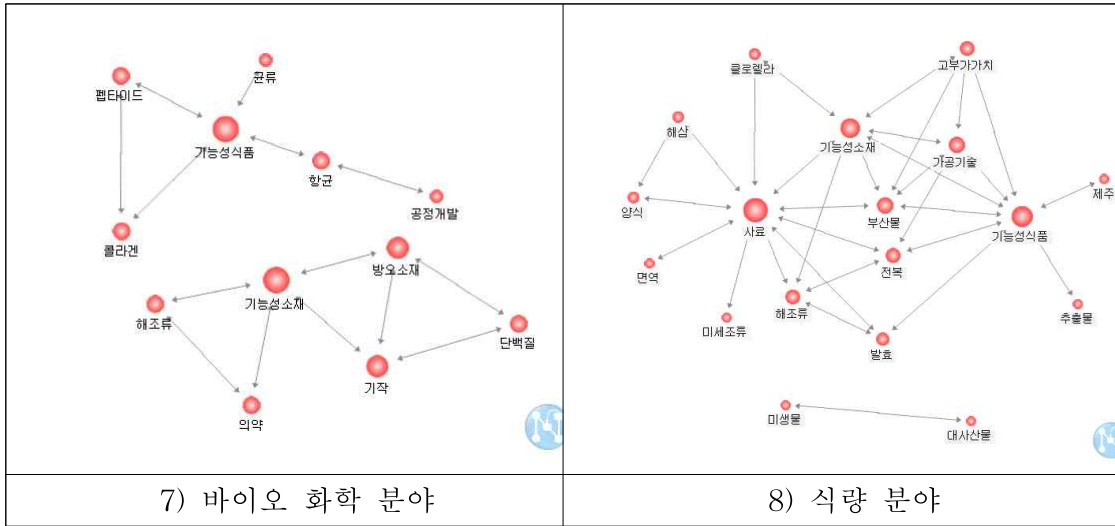 펩타이드
균류
기능성식품
항균
공정개발
콜라겐
방오소재
기능성소재
해조류
단백질
기작
의약
7) 바이오 화학 분야
클로렐라
고부가가치
해삼
기능성소재
가공기술
제주
양식
사료
부산물
기능성식품
면역
전복
해조류
추출물
미세조류
발효
미생물
대사산물
8) 식량 분야